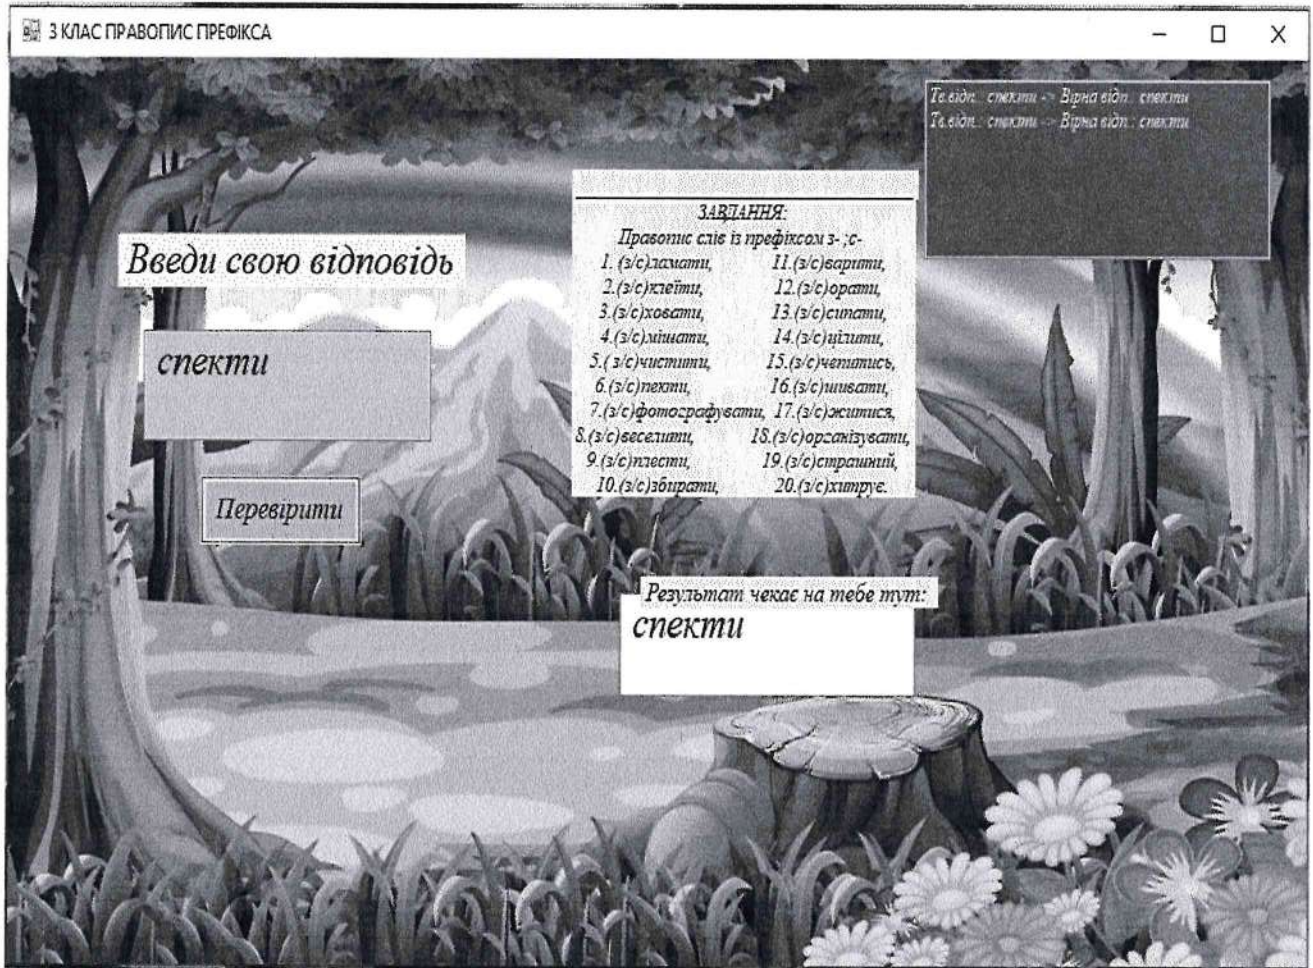 3 КЛАС ПРАВОПИС ПРЕФІКСА
Тв.відп.: спекти -> Вірна відп.: спекти
Тв.відп.: спекти -> Вірна відп.: спекти
Введи свою відповідь
спекти
Перевірити
ЗАВДАННЯ:
Правопис слів із префіксом з- ;с-
1. (з/с)ламати, 11.(з/с)варити,
2.(з/с)клеїти, 12.(з/с)орати,
3.(з/с)ховати, 13.(з/с)сипати,
4.(з/с)мішати, 14.(з/с)цілити,
5.( з/с)чистити, 15.(з/с)чепитись,
6.(з/с)пекти, 16.(з/с)шивати,
7.(з/с)фотографувати, 17.(з/с)житися,
8.(з/с)веселити, 18.(з/с)організувати,
9.(з/с)плести, 19.(з/с)страшний,
10.(з/с)збирати, 20.(з/с)хитрує.
Результат чекає на тебе тут:
спекти